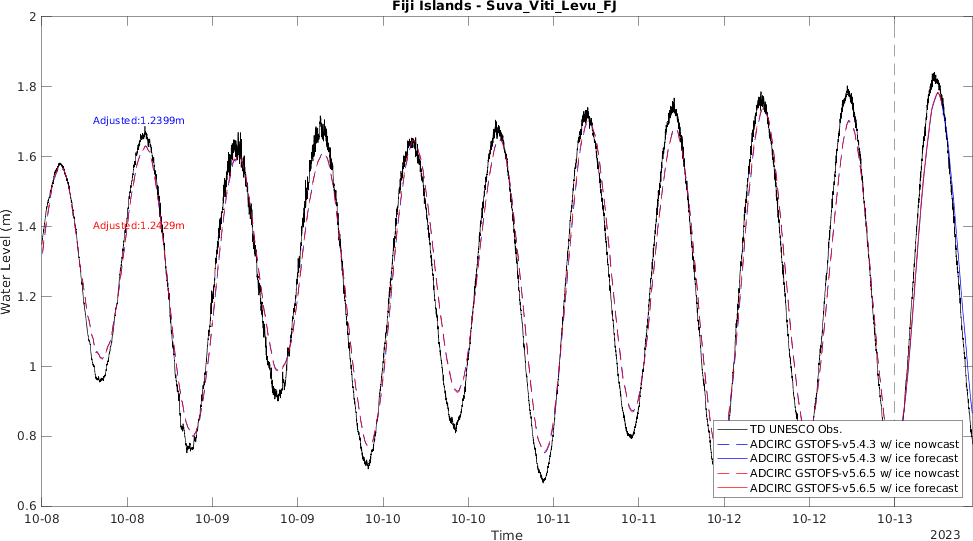 Fiji Islands - Suva_Viti_Levu_FJ
2
1.8
1.6
1.4
1.2
1
0.8
0.6
Water Level (m)
Adjusted:1.2399m
Adjusted:1.2429m
TD UNESCO Obs.
ADCIRC GSTOFS-v5.4.3 w/ ice nowcast
ADCIRC GSTOFS-v5.4.3 w/ ice forecast
ADCIRC GSTOFS-v5.6.5 w/ ice nowcast
ADCIRC GSTOFS-v5.6.5 w/ ice forecast
10-08 10-08 10-09 10-09 10-10 10-10 10-11 10-11 10-12 10-12 10-13
Time
2023